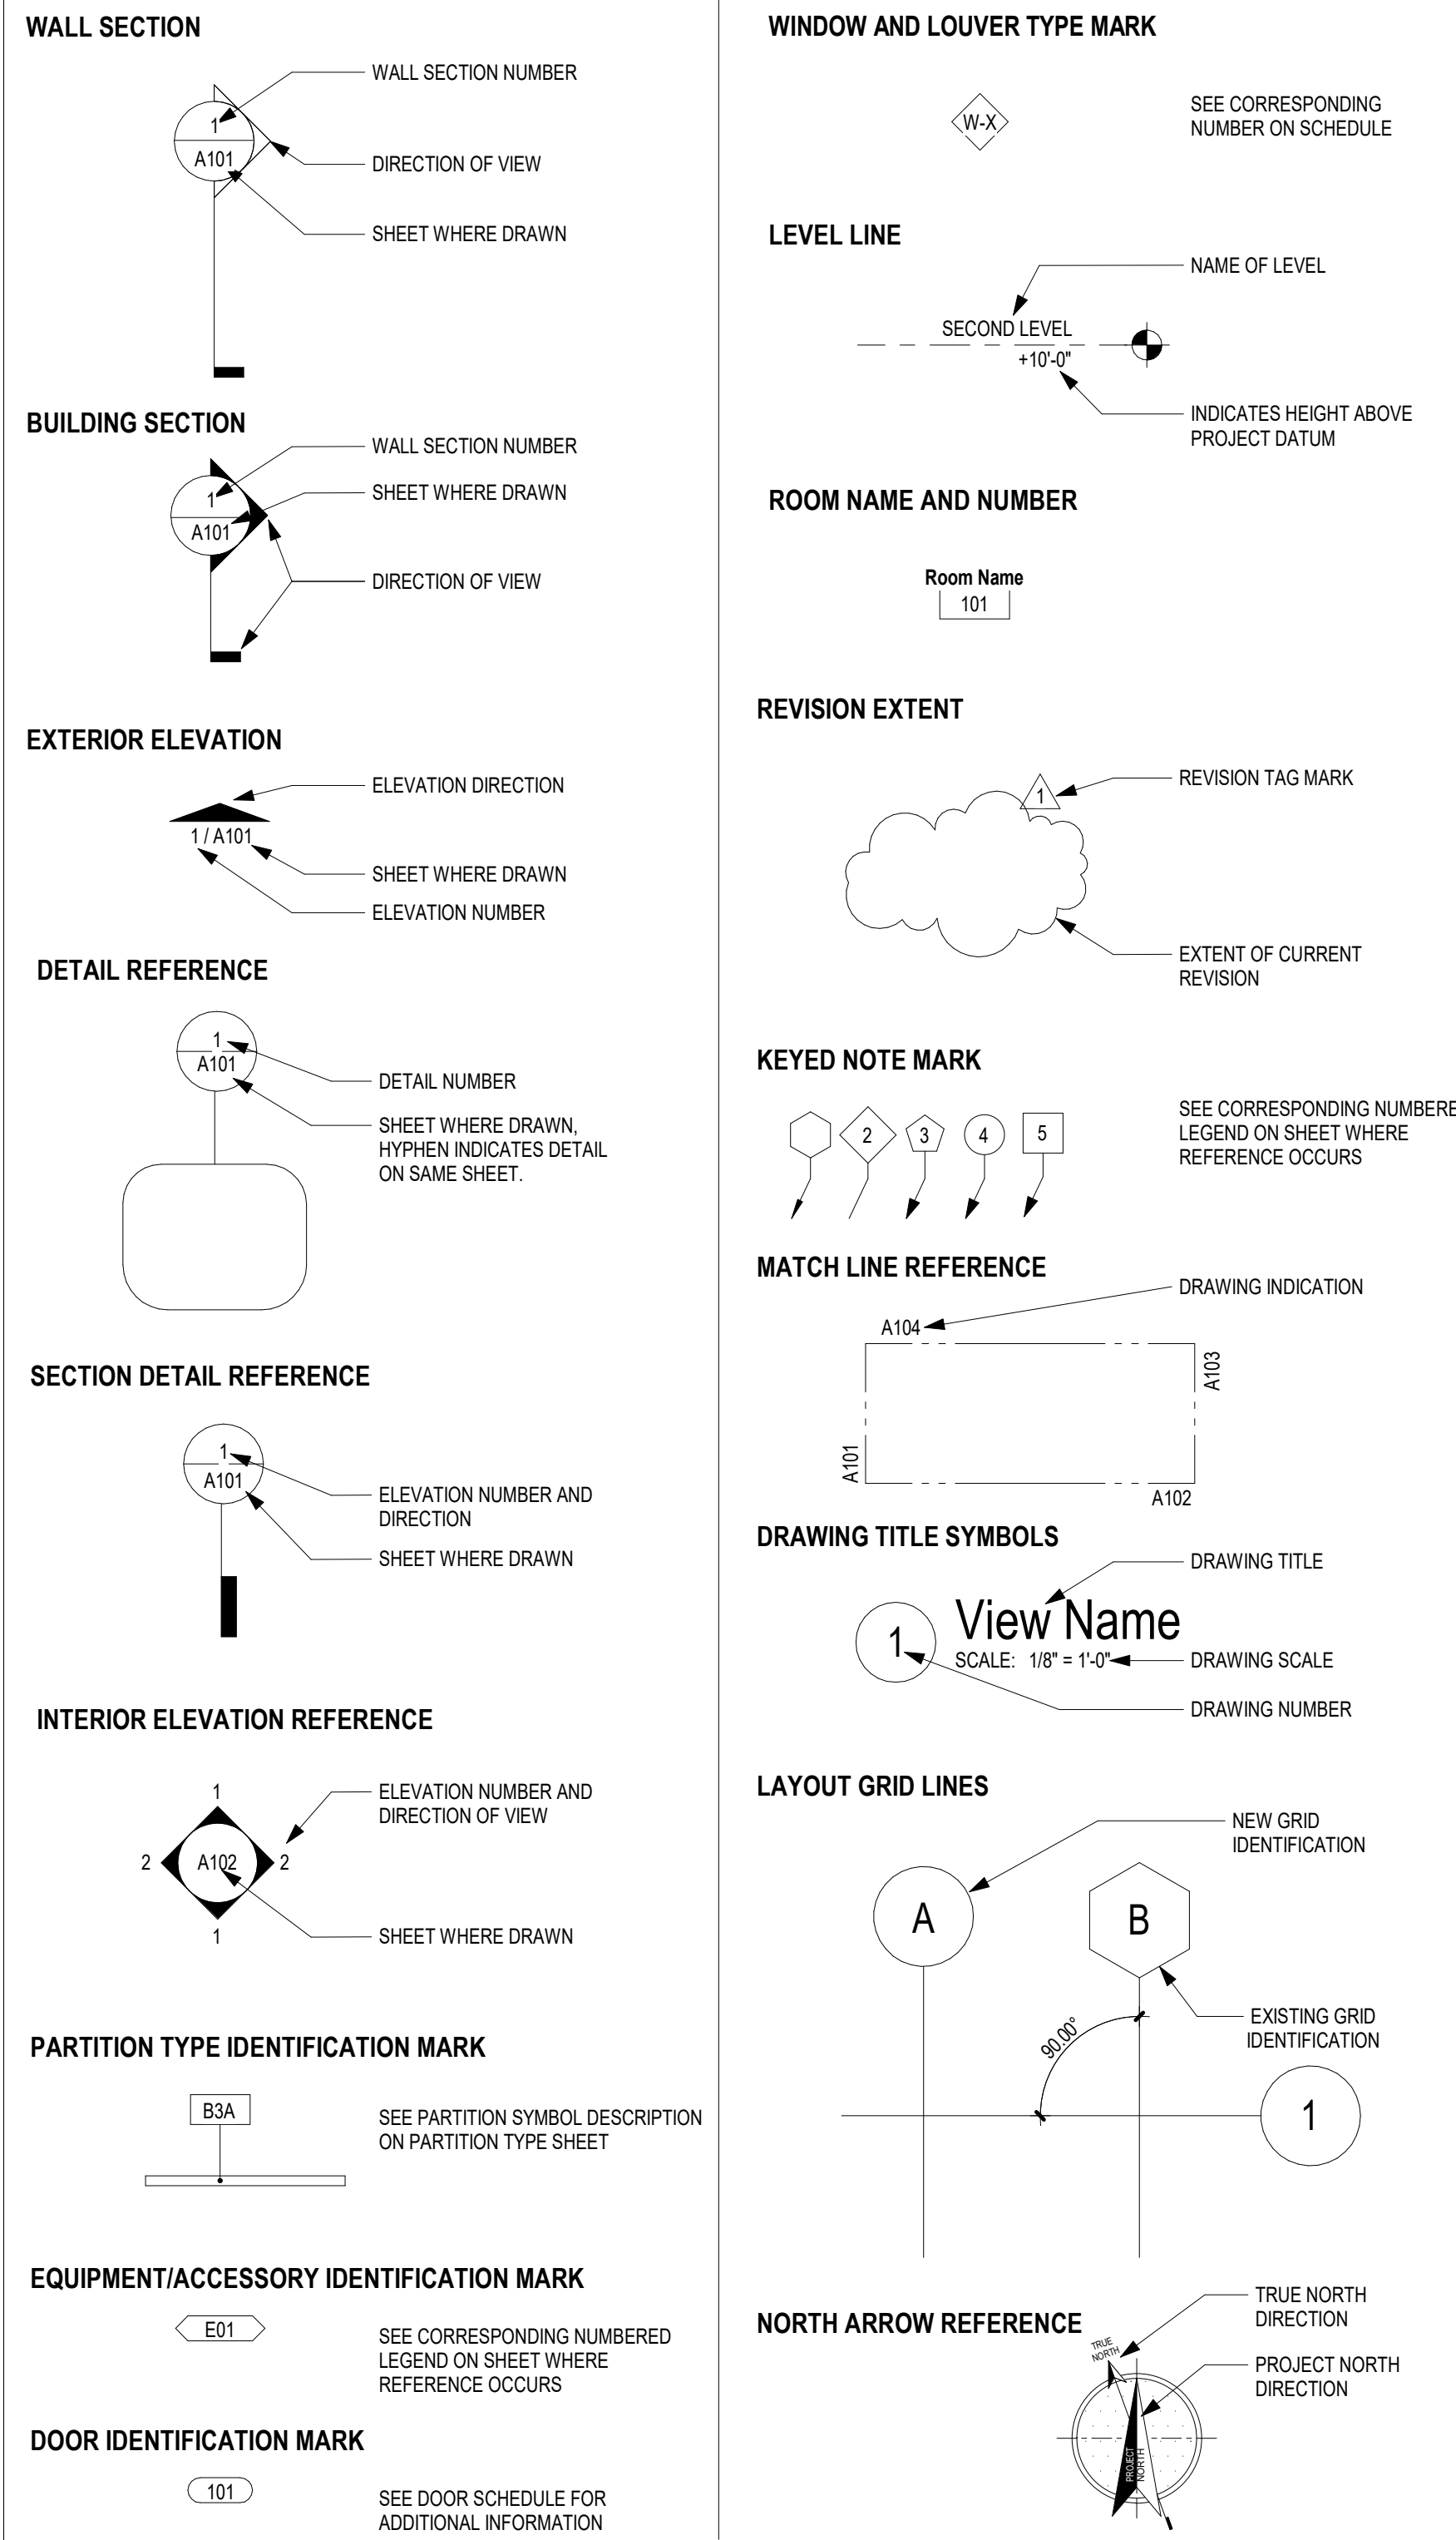 WALL SECTION
WALL SECTION NUMBER
1
A101
DIRECTION OF VIEW
SHEET WHERE DRAWN
BUILDING SECTION
WALL SECTION NUMBER
SHEET WHERE DRAWN
1
A101
DIRECTION OF VIEW
EXTERIOR ELEVATION
ELEVATION DIRECTION
1 / A101
SHEET WHERE DRAWN
ELEVATION NUMBER
DETAIL REFERENCE
1
A101
DETAIL NUMBER
SHEET WHERE DRAWN,
HYPHEN INDICATES DETAIL
ON SAME SHEET.
SECTION DETAIL REFERENCE
1
A101
ELEVATION NUMBER AND
DIRECTION
SHEET WHERE DRAWN
INTERIOR ELEVATION REFERENCE
1
ELEVATION NUMBER AND
DIRECTION OF VIEW
2 A102 2
1
SHEET WHERE DRAWN
PARTITION TYPE IDENTIFICATION MARK
B3A
SEE PARTITION SYMBOL DESCRIPTION
ON PARTITION TYPE SHEET
EQUIPMENT/ACCESSORY IDENTIFICATION MARK
E01
SEE CORRESPONDING NUMBERED
LEGEND ON SHEET WHERE
REFERENCE OCCURS
DOOR IDENTIFICATION MARK
101
SEE DOOR SCHEDULE FOR
ADDITIONAL INFORMATION
WINDOW AND LOUVER TYPE MARK
W-X
SEE CORRESPONDING
NUMBER ON SCHEDULE
LEVEL LINE
NAME OF LEVEL
SECOND LEVEL
+10'-0"
INDICATES HEIGHT ABOVE
PROJECT DATUM
ROOM NAME AND NUMBER
Room Name
101
REVISION EXTENT
REVISION TAG MARK
1
EXTENT OF CURRENT
REVISION
KEYED NOTE MARK
2 3 4 5
SEE CORRESPONDING NUMBERE
LEGEND ON SHEET WHERE
REFERENCE OCCURS
MATCH LINE REFERENCE
DRAWING INDICATION
A104
A103
A101
A102
DRAWING TITLE SYMBOLS
DRAWING TITLE
1
View Name
SCALE: 1/8" = 1'-0"
DRAWING SCALE
DRAWING NUMBER
LAYOUT GRID LINES
NEW GRID
IDENTIFICATION
A B
EXISTING GRID
IDENTIFICATION
90.00°
1
NORTH ARROW REFERENCE
TRUE NORTH
DIRECTION
TRUE
NORTH
PROJECT NORTH
DIRECTION
PROJECT
NORTH